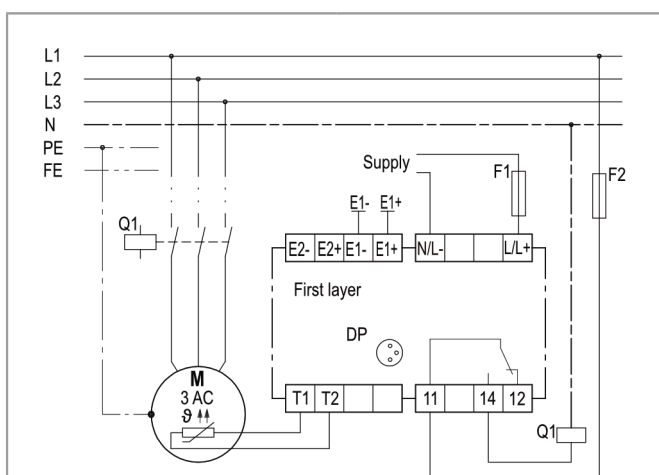 L1
L2
L3
N
PE
FE
Supply
F1
F2
E1- E1+
Q1
E2- E2+ E1- E1+ N/L- L/L+
First layer
DP
M
3 AC
ϑ
T1 T2 11 14 12
Q1